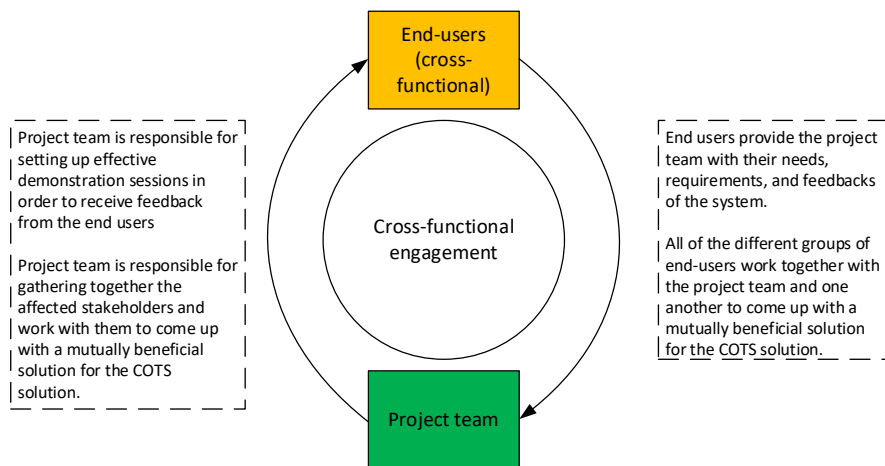 End-users
(cross-
functional)
Project team is responsible for
setting up effective
demonstration sessions in
order to receive feedback
from the end users
Project team is responsible for
gathering together the
affected stakeholders and
work with them to come up
with a mutually beneficial
solution for the COTS
solution.
Cross-functional
engagement
End users provide the project
team with their needs,
requirements, and feedbacks
of the system.
All of the different groups of
end-users work together with
the project team and one
another to come up with a
mutually beneficial solution
for the COTS solution.
Project team